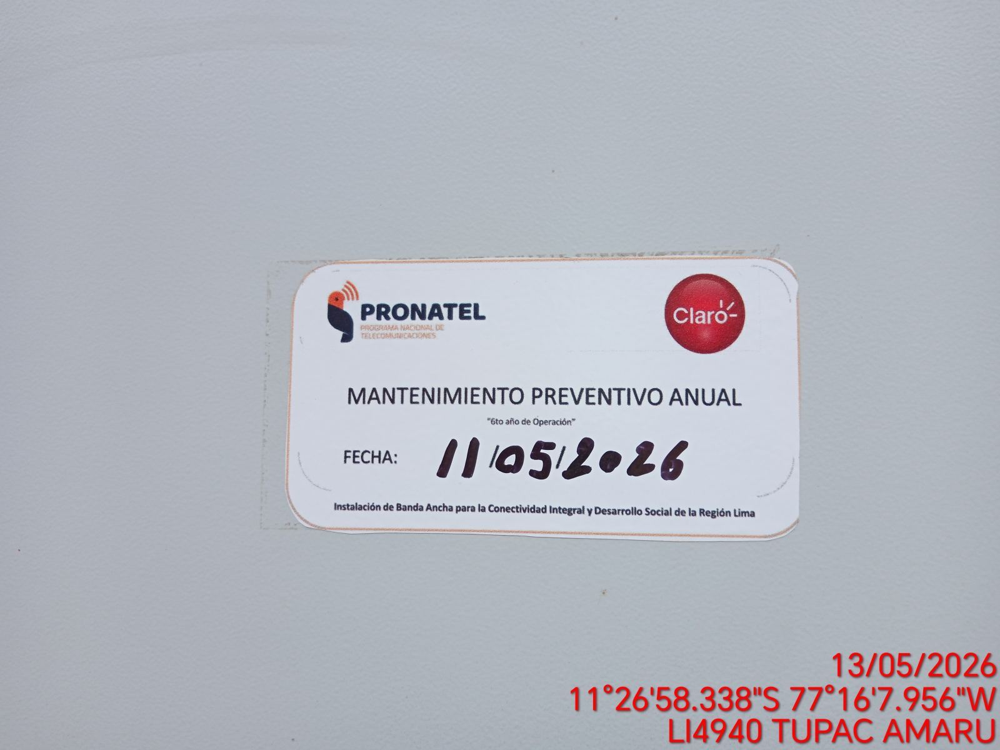 PRONATEL
PROGRAMA NACIONAL DE
TELECOMUNICACIONES
Claro
MANTENIMIENTO PREVENTIVO ANUAL
"6to año de Operación"
FECHA: 11/05/2026
Instalación de Banda Ancha para la Conectividad Integral y Desarrollo Social de la Región Lima
13/05/2026
11°26'58.338"S 77°16'7.956"W
LI4940 TUPAC AMARU